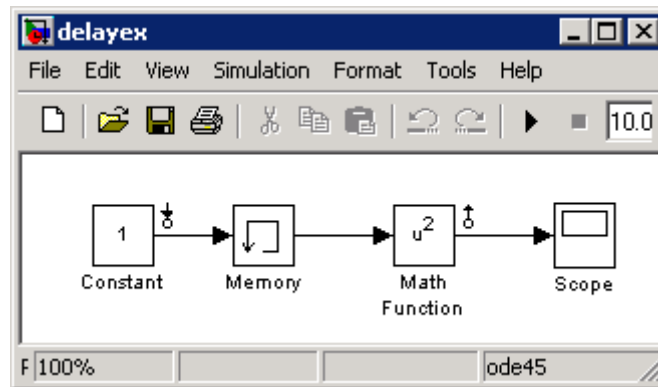 delayex
File Edit View Simulation Format Tools Help
10.0
1
u²
Constant
Memory
Math
Function
Scope
F 100%
ode45